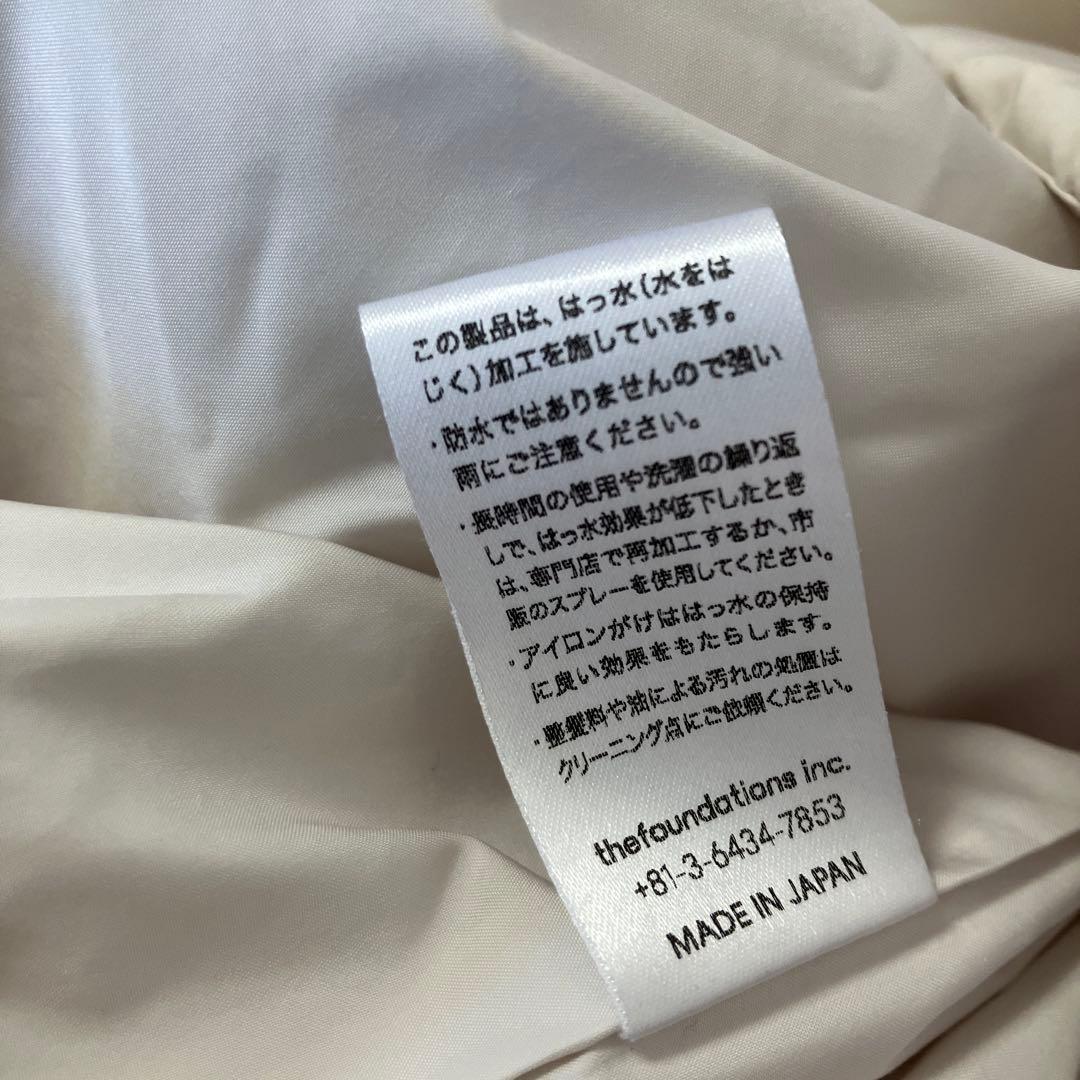 この製品は、はっ水(水をは
じく)加工を施しています。
・防水ではありませんので強い
雨にご注意ください。
・長時間の使用や洗濯の繰り返
しで、はっ水効果が低下したとき
は、専門店で再加工するか、市
販のスプレーを使用してください。
・アイロンがけははっ水の保持
に良い効果をもたらします。
・整髪料や油による汚れの処置は
クリーニング点にご依頼ください。
thefoundations inc.
+81-3-6434-7853
MADE IN JAPAN